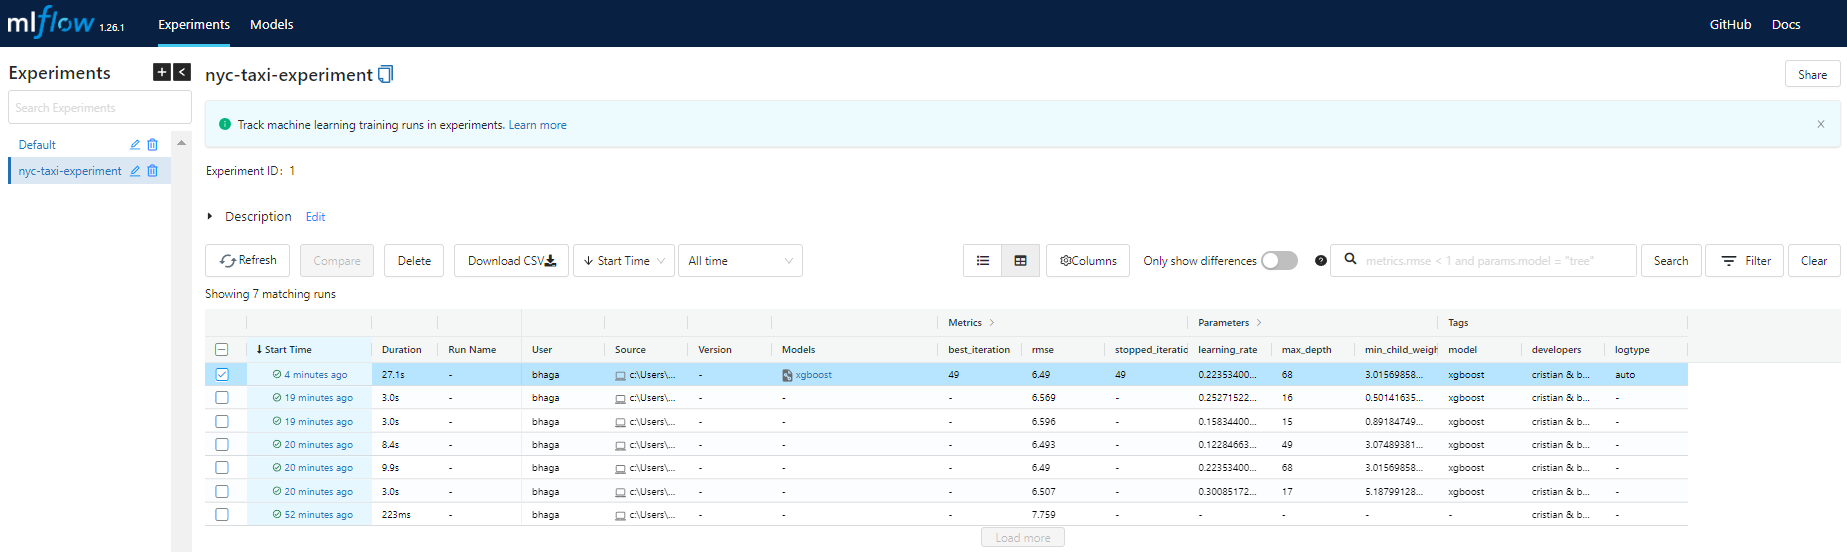 mlflow 1.26.1 Experiments Models GitHub Docs
Experiments + <
Search Experiments
Default
nyc-taxi-experiment
nyc-taxi-experiment
Share
Track machine learning training runs in experiments. Learn more
x
Experiment ID: 1
Description Edit
Refresh Compare Delete Download CSV Start Time All time Columns Only show differences ? metrics.rmse < 1 and params.model = "tree" Search Filter Clear
Showing 7 matching runs
Metrics > Parameters > Tags
Start Time Duration Run Name User Source Version Models best_iteration rmse stopped_iteratio learning_rate max_depth min_child_weigh model developers logtype
4 minutes ago 27.1s - bhaga c:\Users\... - xgboost 49 6.49 49 0.22353400... 68 3.01569858... xgboost cristian & b... auto
19 minutes ago 3.0s - bhaga c:\Users\... - - - 6.569 - 0.25271522... 16 0.50141635... xgboost cristian & b... -
19 minutes ago 3.0s - bhaga c:\Users\... - - - 6.596 - 0.15834400... 15 0.89184749... xgboost cristian & b... -
20 minutes ago 8.4s - bhaga c:\Users\... - - - 6.493 - 0.12284663... 49 3.07489381... xgboost cristian & b... -
20 minutes ago 9.9s - bhaga c:\Users\... - - - 6.49 - 0.22353400... 68 3.01569858... xgboost cristian & b... -
20 minutes ago 3.0s - bhaga c:\Users\... - - - 6.507 - 0.30085172... 17 5.18799128... xgboost cristian & b... -
52 minutes ago 223ms - bhaga c:\Users\... - - - 7.759 - - - - - cristian & b... -
Load more